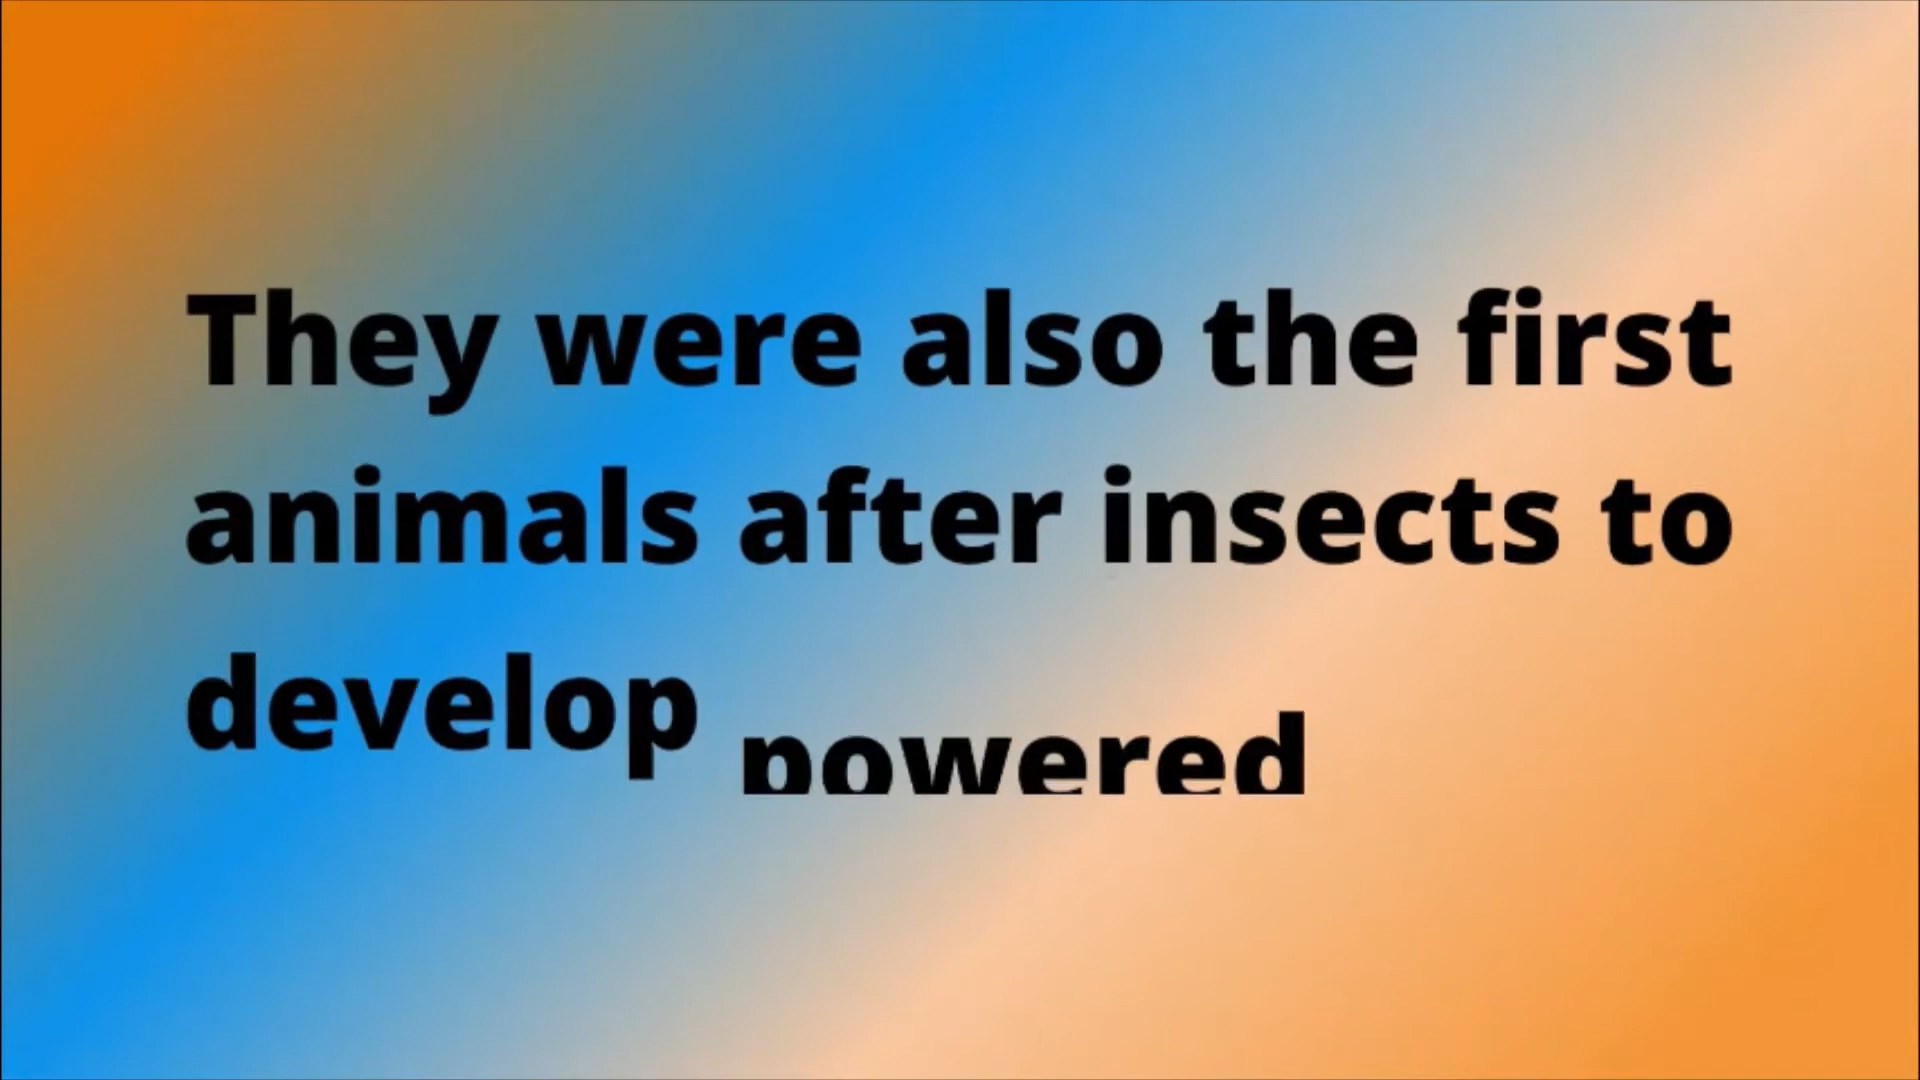 They were also the first
animals after insects to
develop powered